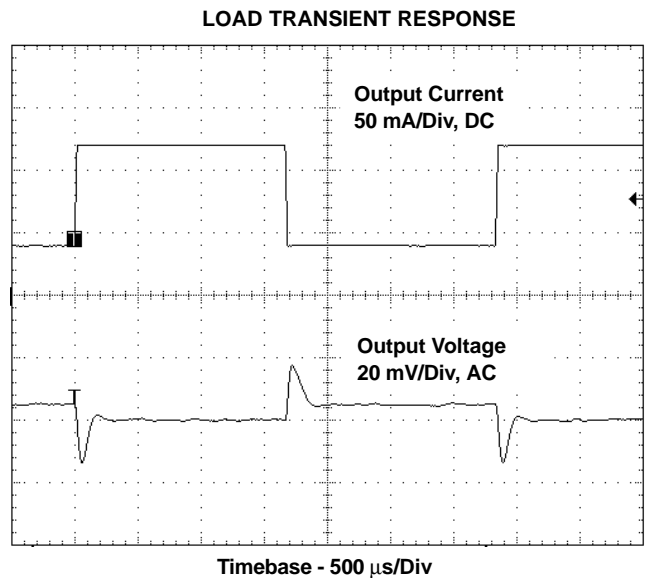 LOAD TRANSIENT RESPONSE
Output Current
50 mA/Div, DC
Output Voltage
20 mV/Div, AC
Timebase - 500 μs/Div